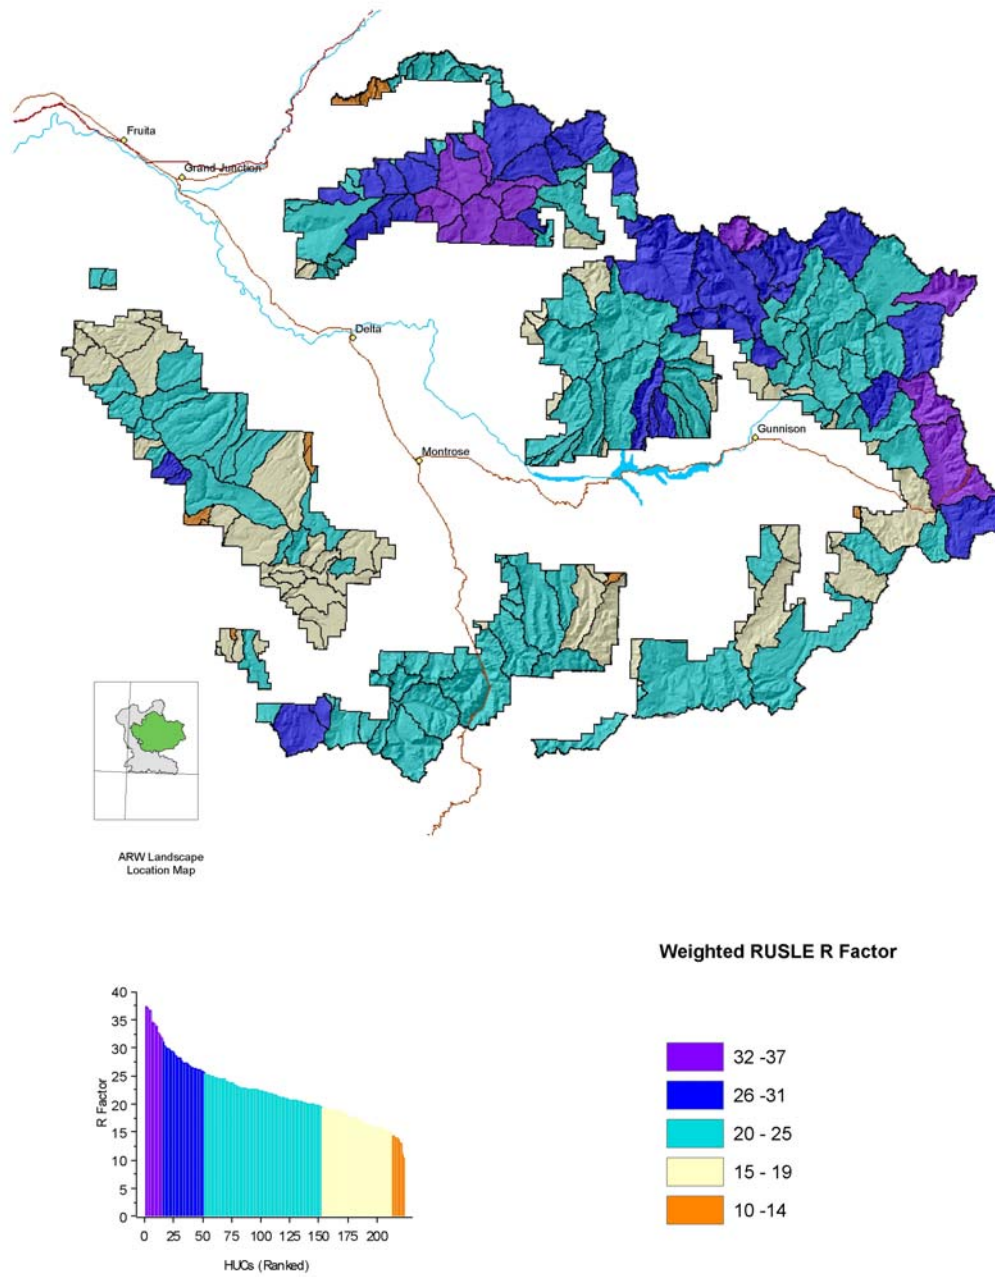 Fruita
Grand Junction
Delta
Gunnison
Montrose
ARW Landscape
Location Map
Weighted RUSLE R Factor
40
35
30
25
20
15
10
5
0
R Factor
0 25 50 75 100 125 150 175 200
HUCs (Ranked)
32 -37
26 -31
20 - 25
15 - 19
10 -14